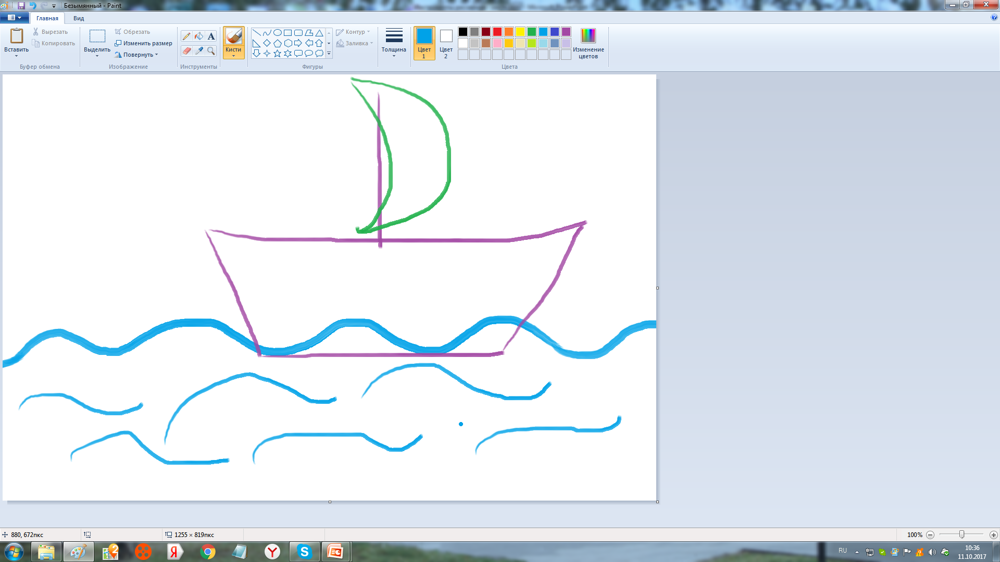 Безымянный - Paint
Главная
Вид
Вставить
Вырезать
Копировать
Буфер обмена
Выделить
Обрезать
Изменить размер
Повернуть
Изображение
A
Инструменты
Кисти
Контур
Заливка
Фигуры
Толщина
Цвет 1
Цвет 2
Изменение цветов
Цвета
880, 672пкс
1255 × 819пкс
100%
2
Я
Y
S
RU
10:36
11.10.2017